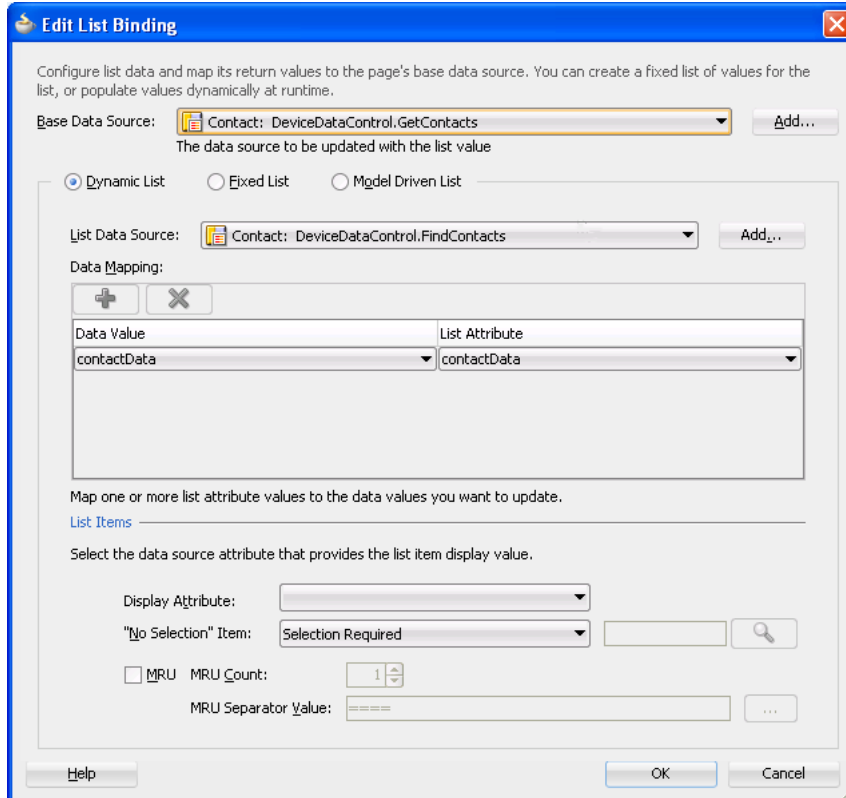 Edit List Binding
Configure list data and map its return values to the page's base data source. You can create a fixed list of values for the
list, or populate values dynamically at runtime.
Base Data Source: Contact: DeviceDataControl.GetContacts Add...
The data source to be updated with the list value
Dynamic List Fixed List Model Driven List
List Data Source: Contact: DeviceDataControl.FindContacts Add...
Data Mapping:
Data Value List Attribute
contactData contactData
Map one or more list attribute values to the data values you want to update.
List Items
Select the data source attribute that provides the list item display value.
Display Attribute:
"No Selection" Item: Selection Required
MRU MRU Count: 1
MRU Separator Value: ====
...
Help OK Cancel